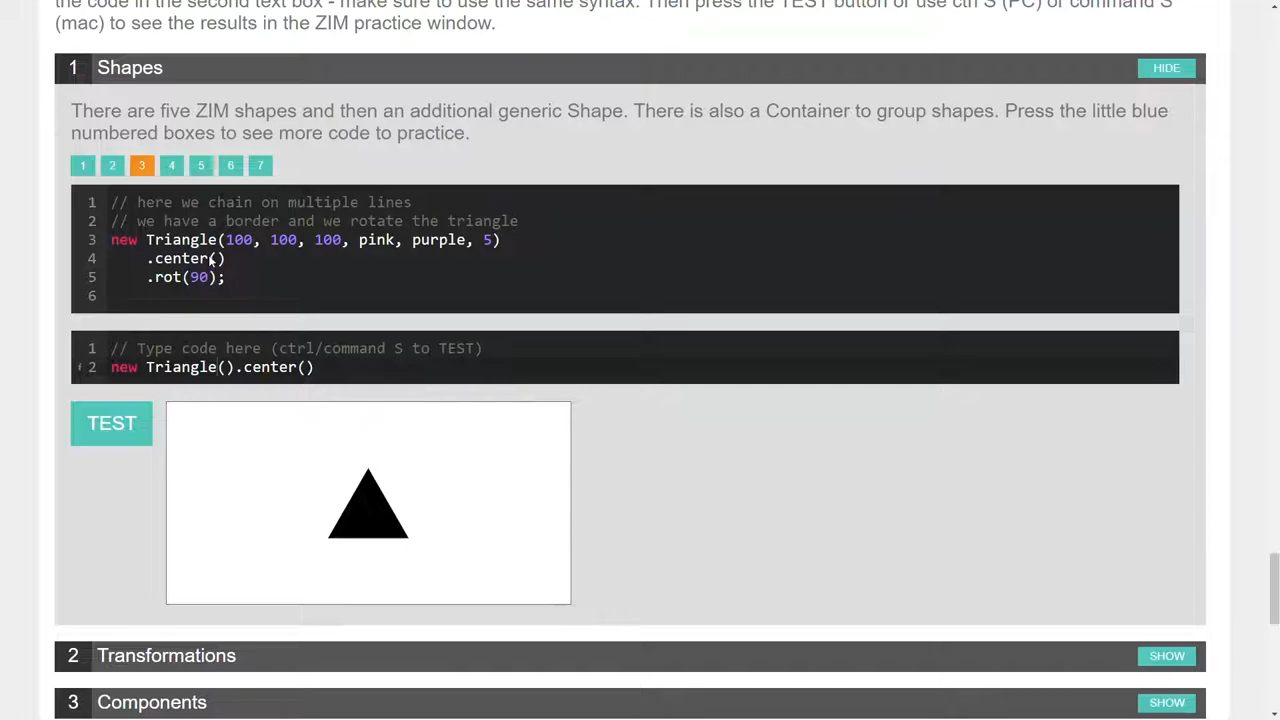 the code in the second text box - make sure to use the same syntax. Then press the TEST button or use ctrl S (PC) or command S
(mac) to see the results in the ZIM practice window.
1 Shapes HIDE
There are five ZIM shapes and then an additional generic Shape. There is also a Container to group shapes. Press the little blue
numbered boxes to see more code to practice.
1 2 3 4 5 6 7
1 // here we chain on multiple lines
2 // we have a border and we rotate the triangle
3 new Triangle(100, 100, 100, pink, purple, 5)
4 .center()
5 .rot(90);
6
1 // Type code here (ctrl/command S to TEST)
i 2 new Triangle().center()
TEST
2 Transformations SHOW
3 Components SHOW